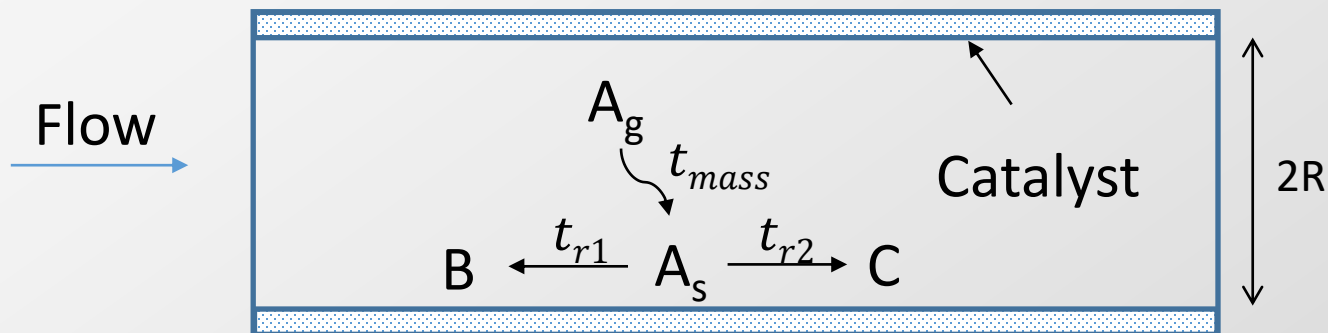 Flow
A_g
t_mass
Catalyst
2R
B
t_r1
A_s
t_r2
C